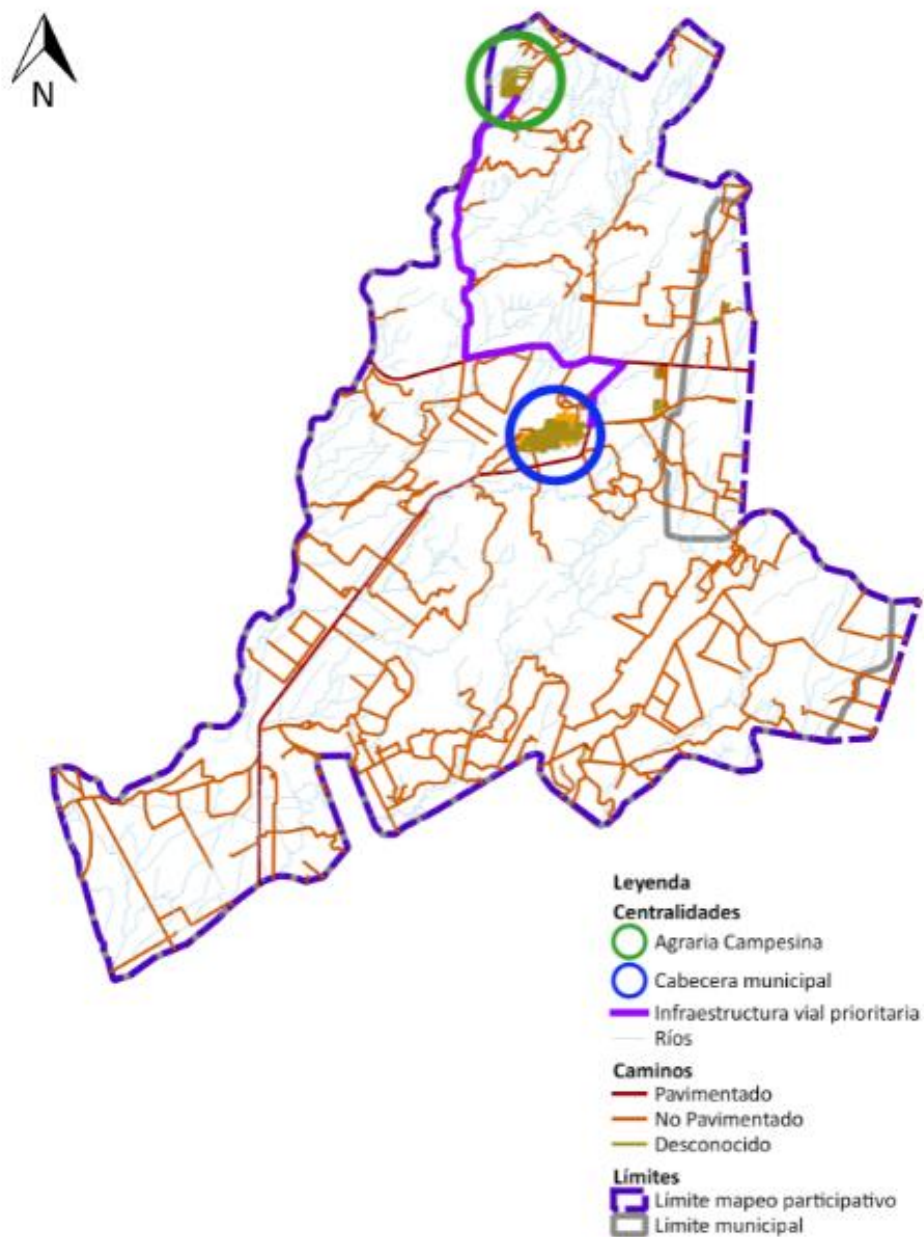 N
Leyenda
Centralidades
Agraria Campesina
Cabecera municipal
Infraestructura vial prioritaria
Ríos
Caminos
Pavimentado
No Pavimentado
Desconocido
Límites
Límite mapeo participativo
Límite municipal